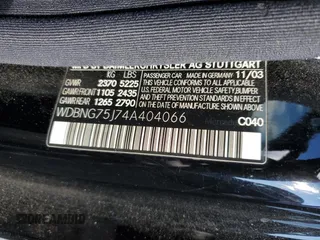 MFD BY DAIMLERCHRYSLER AG STUTTGART
KG LBS PASSENGER CAR
MADE IN GERMANY 11/03
GVWR 2370 5225
GAWR FRONT 1105 2435
GAWR REAR 1265 2790
THIS VEHICLE CONFORMS TO ALL APPLICABLE U.S. FEDERAL MOTOR VEHICLE SAFETY BUMPER AND THEFT PREVENTION STANDARDS IN EFFECT ON THE DATE OF MANUFACTURE SHOWN ABOVE
WDBNG75J74A404066
C040